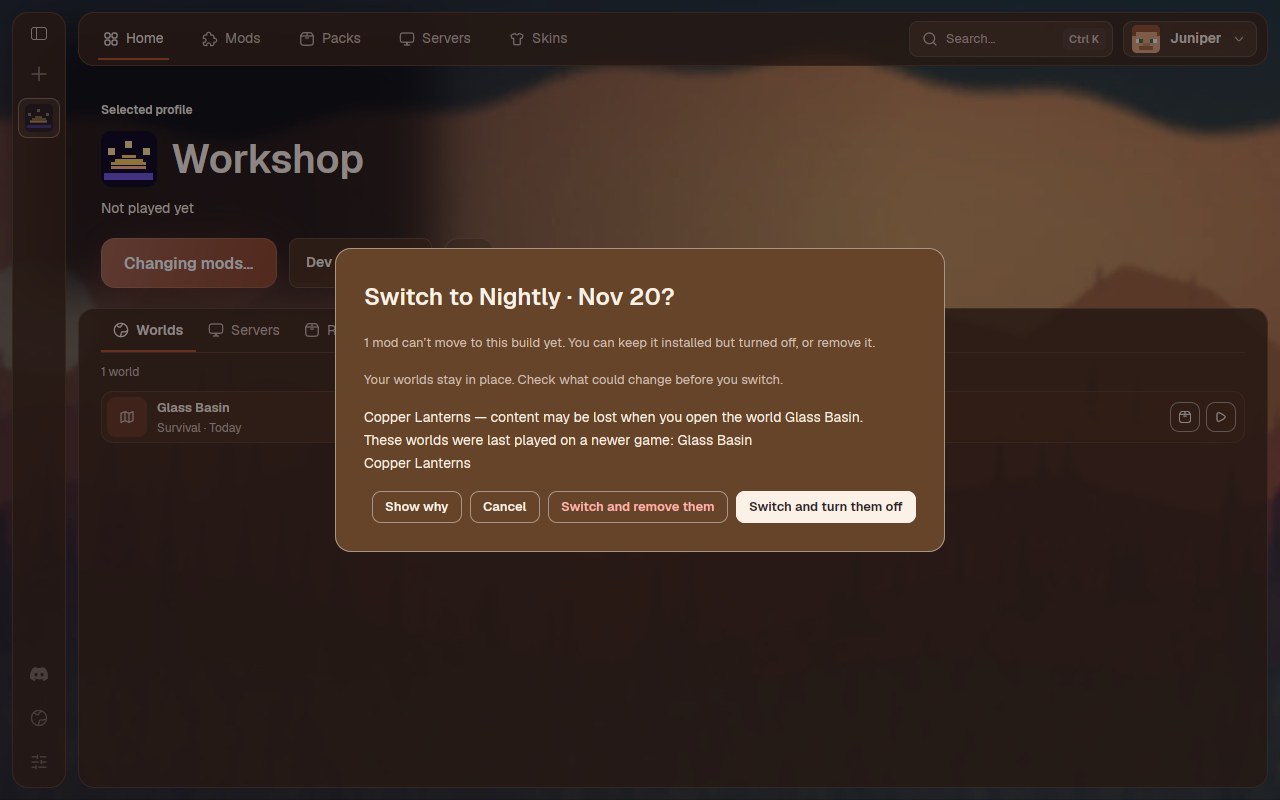 Home
Mods
Packs
Servers
Skins
Search...
Ctrl K
Juniper
Selected profile
Workshop
Not played yet
Changing mods...
Dev
Switch to Nightly · Nov 20?
1 mod can't move to this build yet. You can keep it installed but turned off, or remove it.
Your worlds stay in place. Check what could change before you switch.
Copper Lanterns — content may be lost when you open the world Glass Basin.
These worlds were last played on a newer game: Glass Basin
Copper Lanterns
Show why
Cancel
Switch and remove them
Switch and turn them off
Worlds
Servers
R
1 world
Glass Basin
Survival · Today